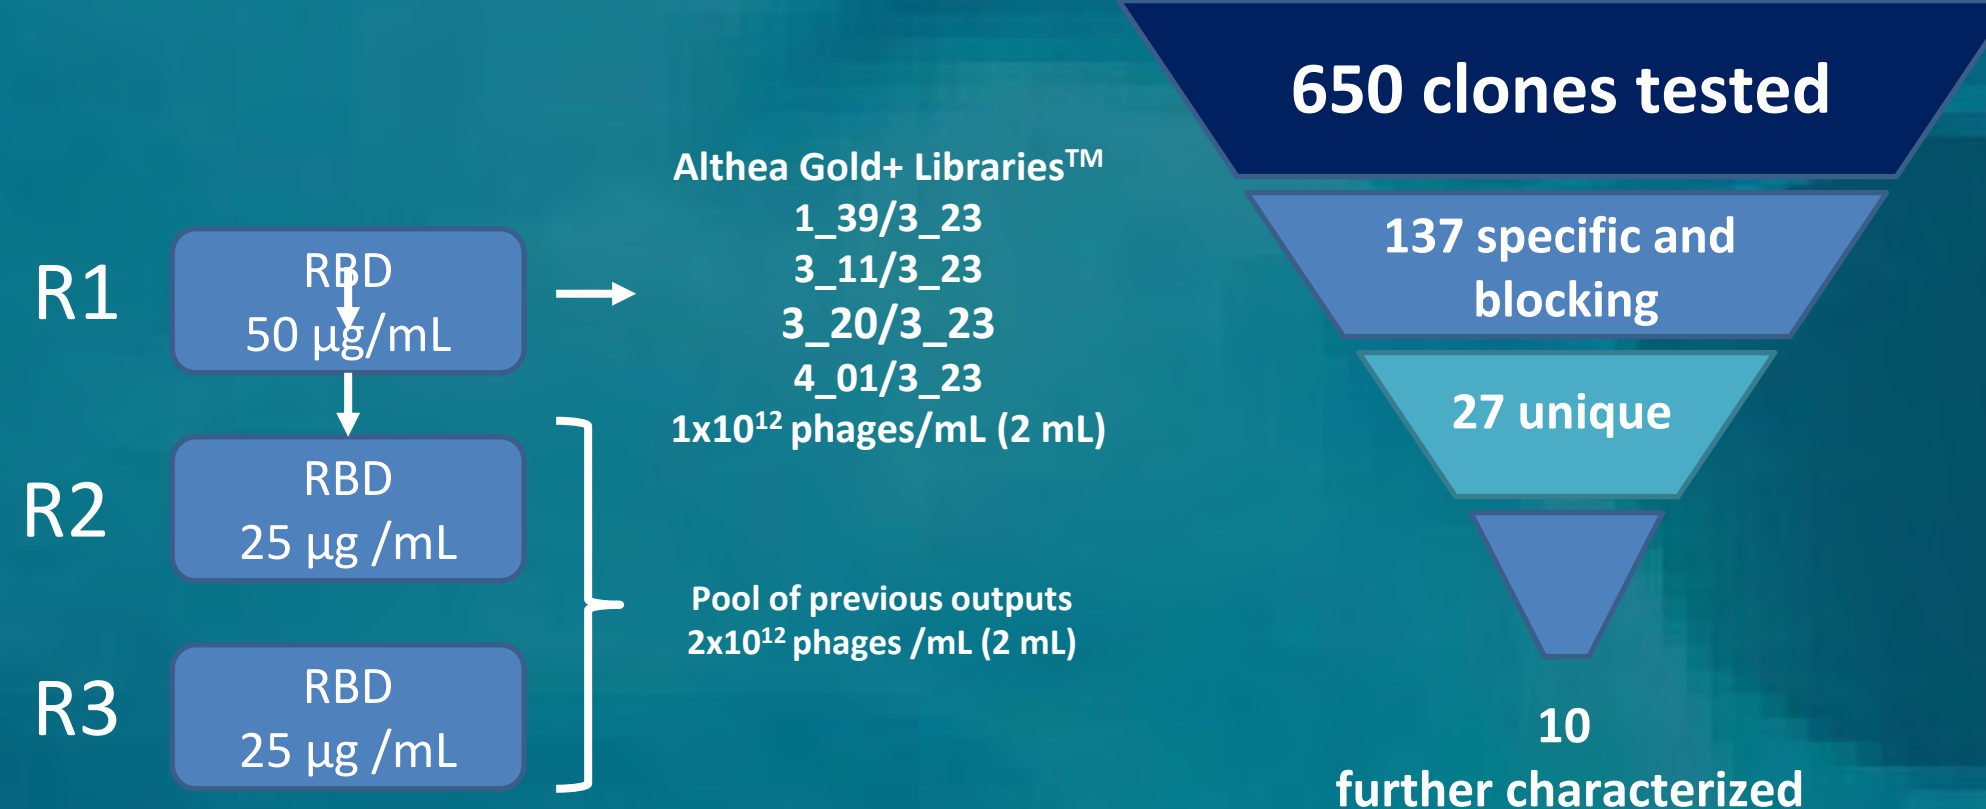 R1
RBD
50 µg/mL
R2
RBD
25 µg /mL
R3
RBD
25 µg /mL
Althea Gold+ Libraries™
1_39/3_23
3_11/3_23
3_20/3_23
4_01/3_23
1x10¹² phages/mL (2 mL)
Pool of previous outputs
2x10¹² phages /mL (2 mL)
650 clones tested
137 specific and
blocking
27 unique
10
further characterized